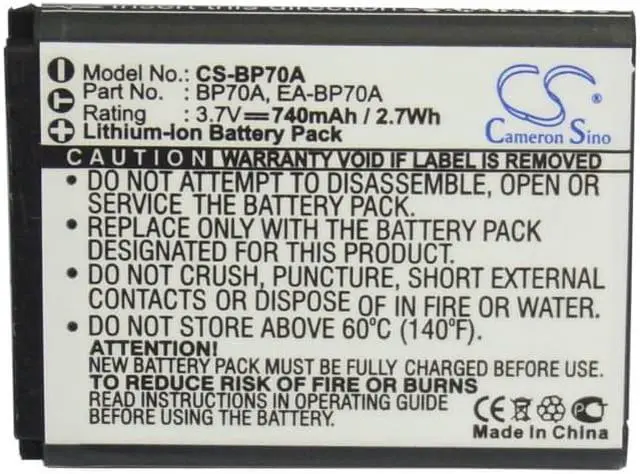 Model No.: CS-BP70A
Part No.: BP70A, EA-BP70A
Rating: 3.7V⎓740mAh / 2.7Wh
Lithium-ion Battery Pack
CS
Cameron Sino
CAUTION WARRANTY VOID IF LABEL IS REMOVED
• DO NOT ATTEMPT TO DISASSEMBLE, OPEN OR
SERVICE THE BATTERY PACK.
• REPLACE ONLY WITH THE BATTERY PACK
DESIGNATED FOR THIS PRODUCT.
• DO NOT CRUSH, PUNCTURE, SHORT EXTERNAL
CONTACTS OR DISPOSE OF IN FIRE OR WATER.
• DO NOT STORE ABOVE 60°C (140°F).
ATTENTION:
NEW BATTERY PACK MUST BE FULLY CHARGED BEFORE USE
TO REDUCE RISK OF FIRE OR BURNS
READ INSTRUCTIONS IN PRODUCT MANUAL
BEFORE USING BATTERY PACK.
CE
Made in China
+
-